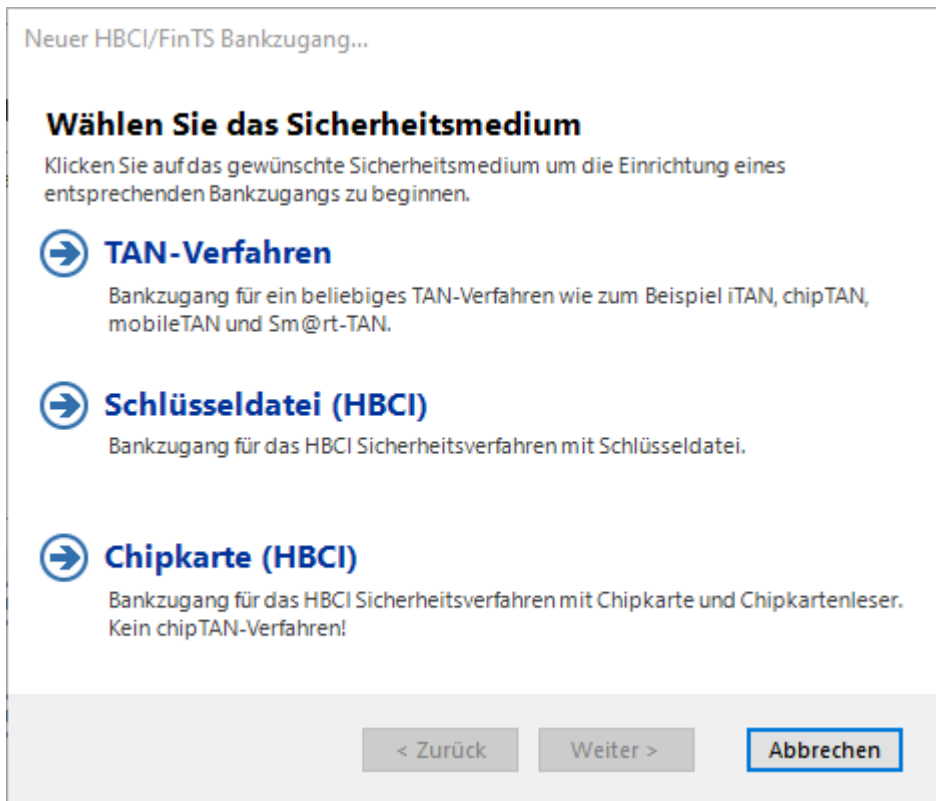 Neuer HBCI/FinTS Bankzugang...
Wählen Sie das Sicherheitsmedium
Klicken Sie auf das gewünschte Sicherheitsmedium um die Einrichtung eines
entsprechenden Bankzugangs zu beginnen.
TAN-Verfahren
Bankzugang für ein beliebiges TAN-Verfahren wie zum Beispiel iTAN, chipTAN,
mobileTAN und Sm@rt-TAN.
Schlüsseldatei (HBCI)
Bankzugang für das HBCI Sicherheitsverfahren mit Schlüsseldatei.
Chipkarte (HBCI)
Bankzugang für das HBCI Sicherheitsverfahren mit Chipkarte und Chipkartenleser.
Kein chipTAN-Verfahren!
< Zurück Weiter > Abbrechen